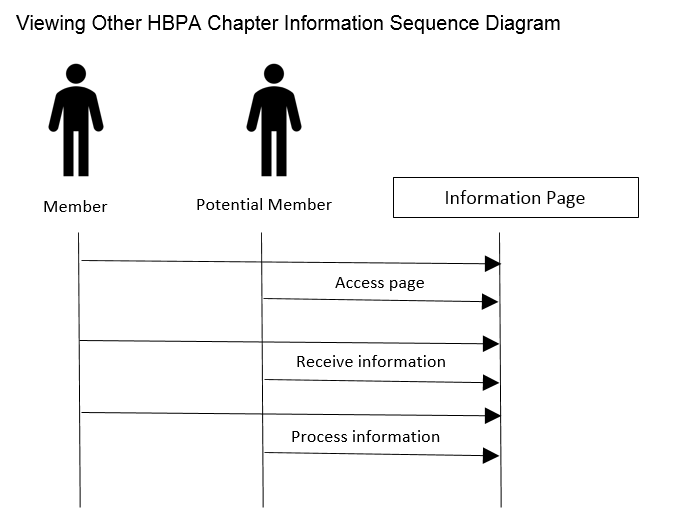 Viewing Other HBPA Chapter Information Sequence Diagram
Member
Potential Member
Information Page
Access page
Receive information
Process information